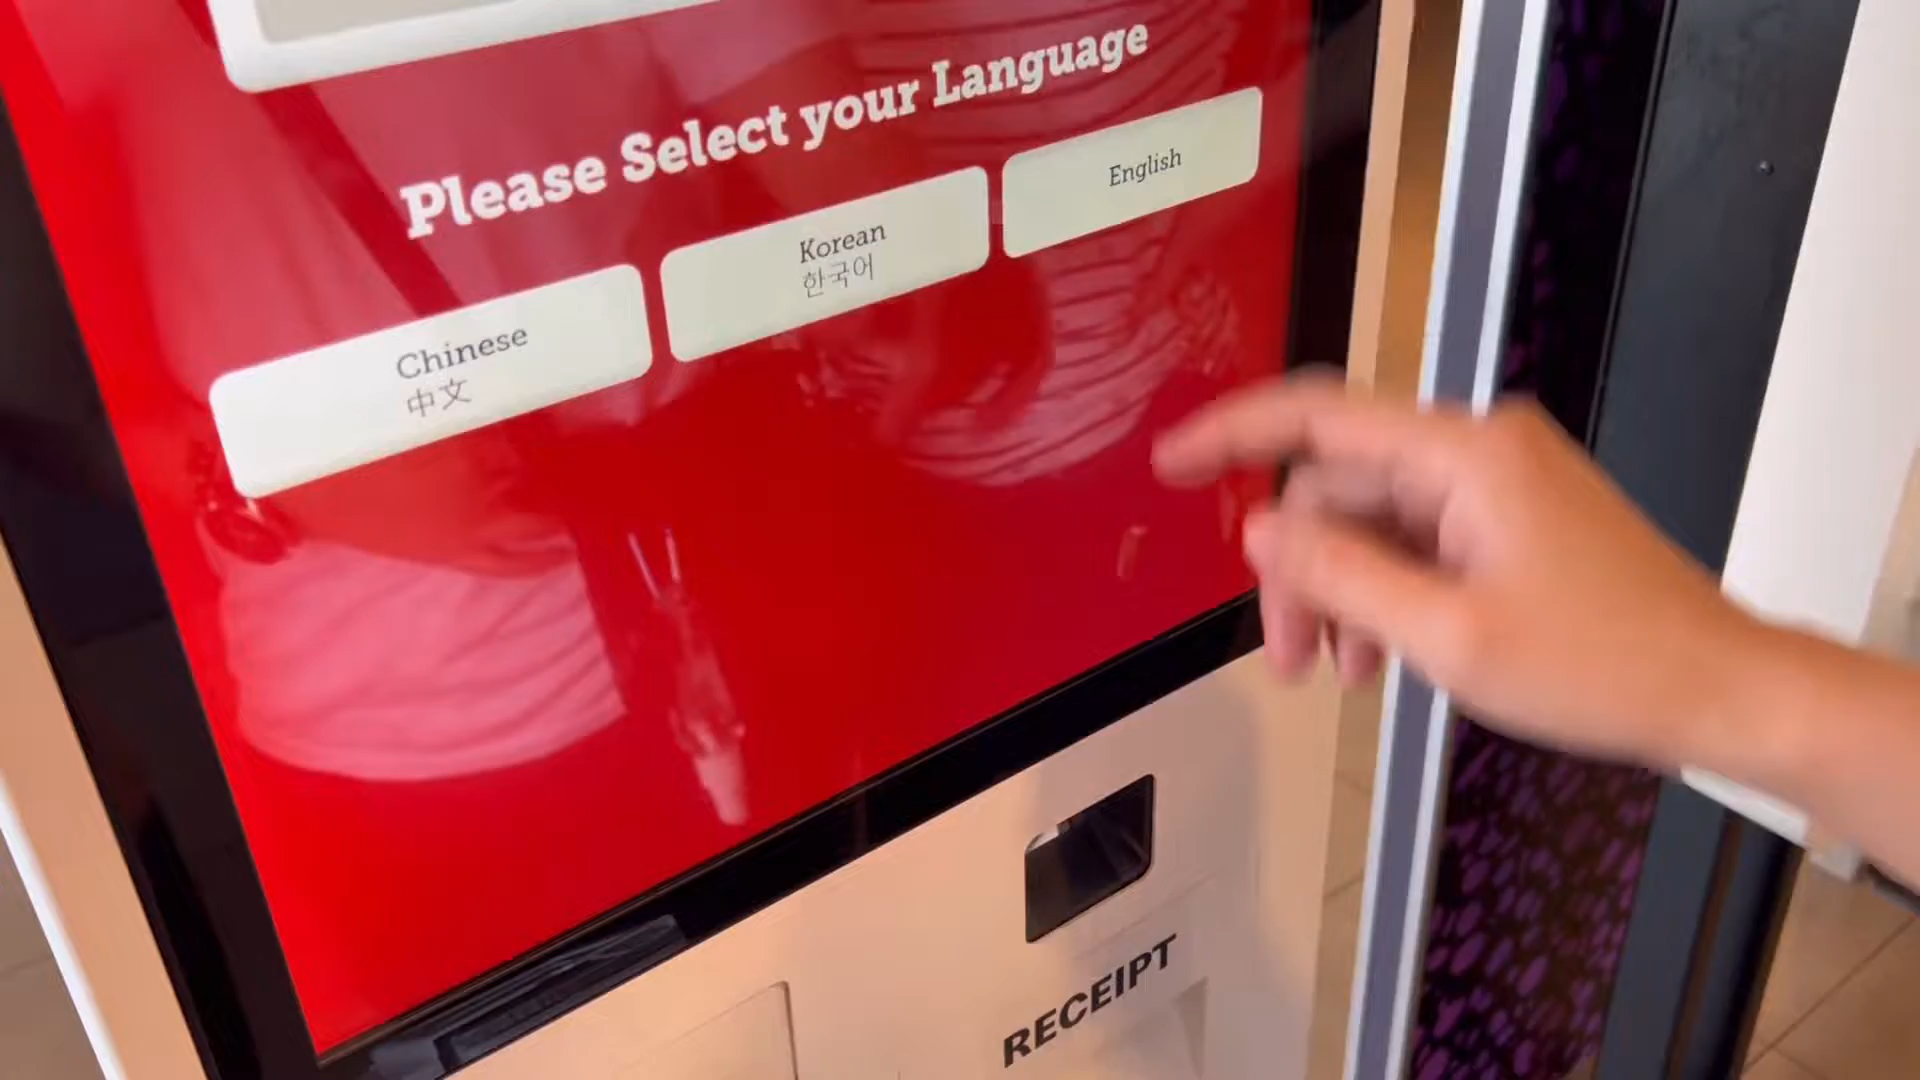 Please Select your Language
Chinese
中文
Korean
한국어
English
RECEIPT